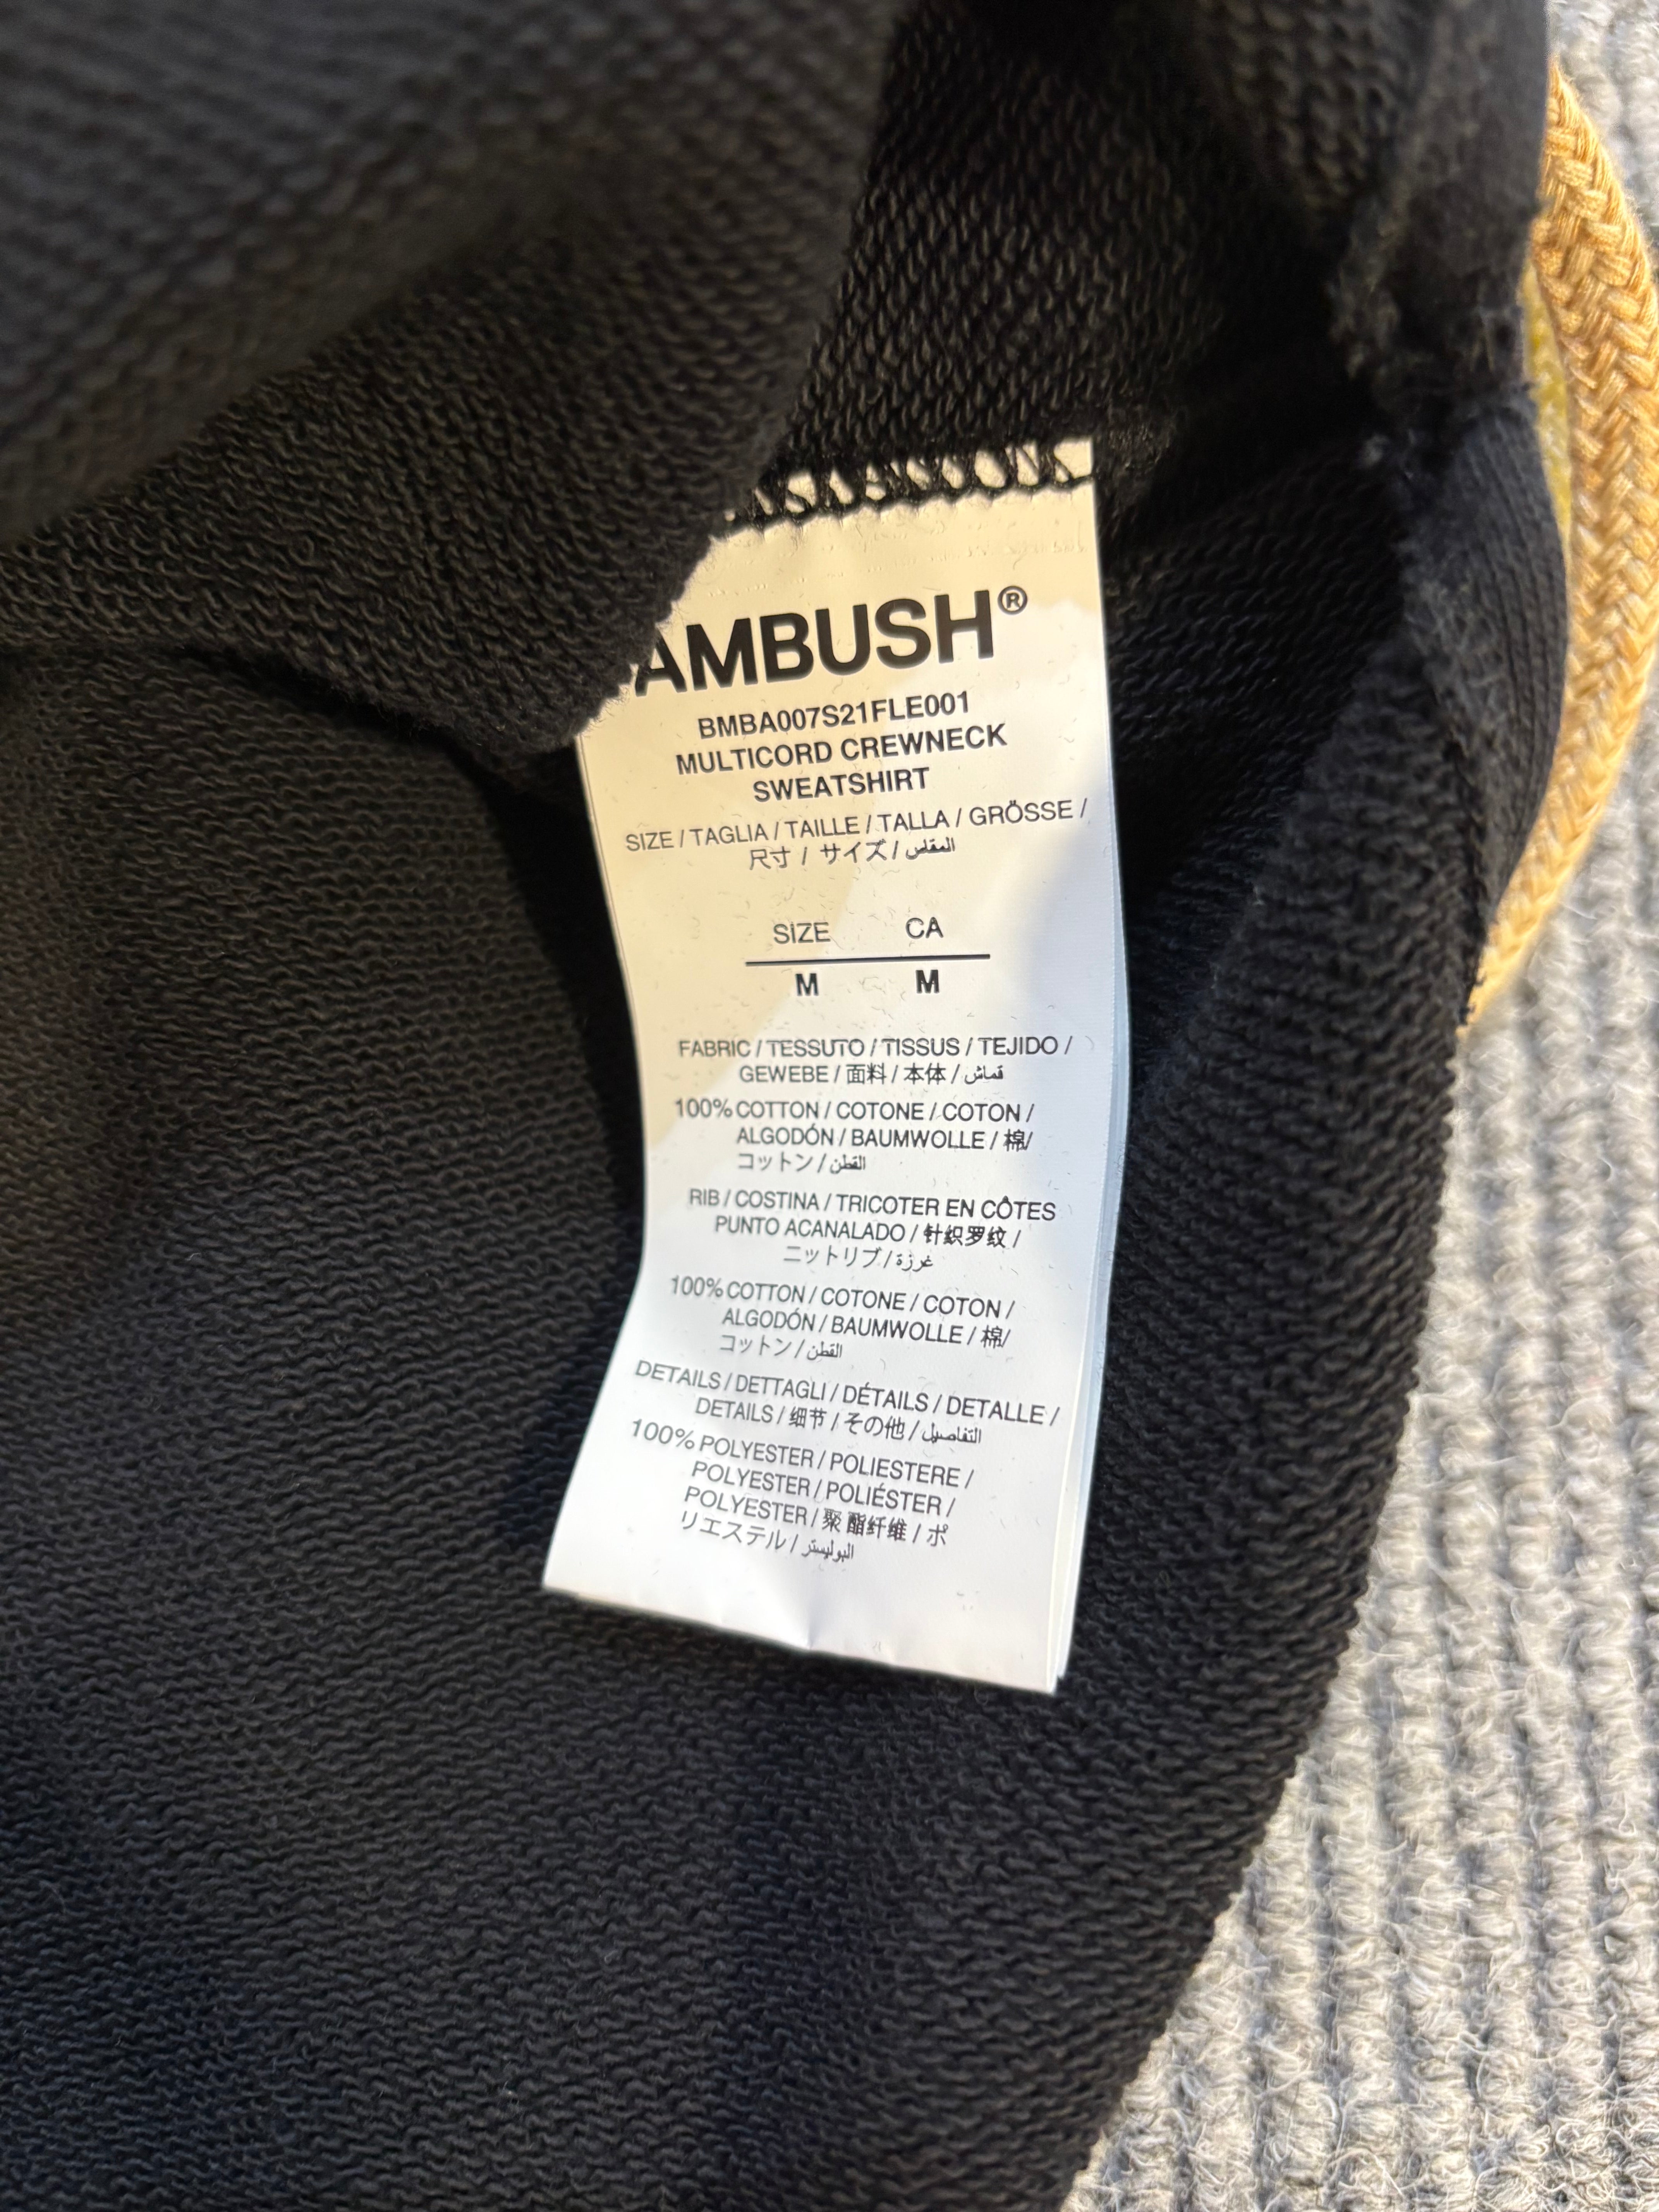 AMBUSH®
BMBA007S21FLE001
MULTICORD CREWNECK
SWEATSHIRT
SIZE / TAGLIA / TAILLE / TALLA / GRÖSSE /
尺寸 / サイズ / المقاس
SIZE CA
M M
FABRIC / TESSUTO / TISSUS / TEJIDO /
GEWEBE / 面料 / 本体 / قماش
100% COTTON / COTONE / COTON /
ALGODÓN / BAUMWOLLE / 棉/
コットン / القطن
RIB / COSTINA / TRICOTER EN CÔTES
PUNTO ACANALADO / 针织罗纹 /
ニットリブ / غرزة
100% COTTON / COTONE / COTON /
ALGODÓN / BAUMWOLLE / 棉/
コットン / القطن
DETAILS / DETTAGLI / DÉTAILS / DETALLE /
DETAILS / 细节 / その他 / التفاصيل
100% POLYESTER / POLIESTERE /
POLYESTER / POLIÉSTER /
POLYESTER / 聚酯纤维 / ポ
リエステル / البوليستر